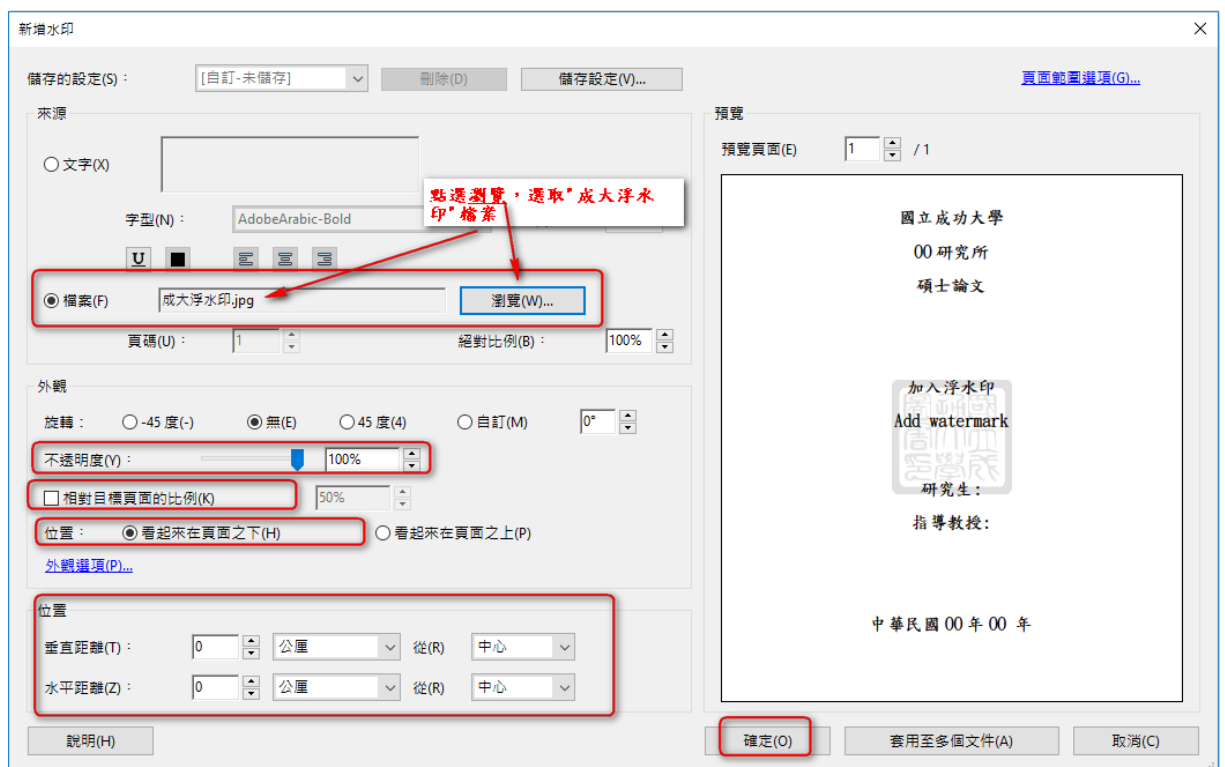 新增水印
儲存的設定(S)： [自訂-未儲存] 刪除(D) 儲存設定(V)... 頁面範圍選項(G)...
來源
文字(X)
點選瀏覽，選取"成大浮水
印"檔案
字型(N)： AdobeArabic-Bold
U
檔案(F) 成大浮水印.jpg 瀏覽(W)...
頁碼(U)： 1 絕對比例(B)： 100%
外觀
旋轉： -45 度(-) 無(E) 45 度(4) 自訂(M) 0°
不透明度(Y)： 100%
相對目標頁面的比例(K) 50%
位置： 看起來在頁面之下(H) 看起來在頁面之上(P)
外觀選項(P)...
位置
垂直距離(T)： 0 公厘 從(R) 中心
水平距離(Z)： 0 公厘 從(R) 中心
預覽
預覽頁面(E) 1 / 1
國立成功大學
00 研究所
碩士論文
加入浮水印
Add watermark
研究生:
指導教授:
中華民國 00 年 00 年
說明(H) 確定(O) 套用至多個文件(A) 取消(C)